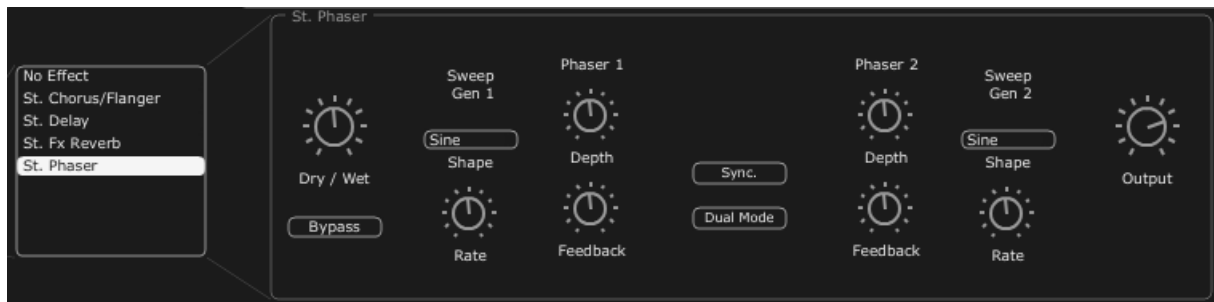 St. Phaser
No Effect
St. Chorus/Flanger
St. Delay
St. Fx Reverb
St. Phaser
Dry / Wet
Bypass
Sweep
Gen 1
Sine
Shape
Rate
Phaser 1
Depth
Feedback
Sync.
Dual Mode
Phaser 2
Depth
Feedback
Sweep
Gen 2
Sine
Shape
Rate
Output